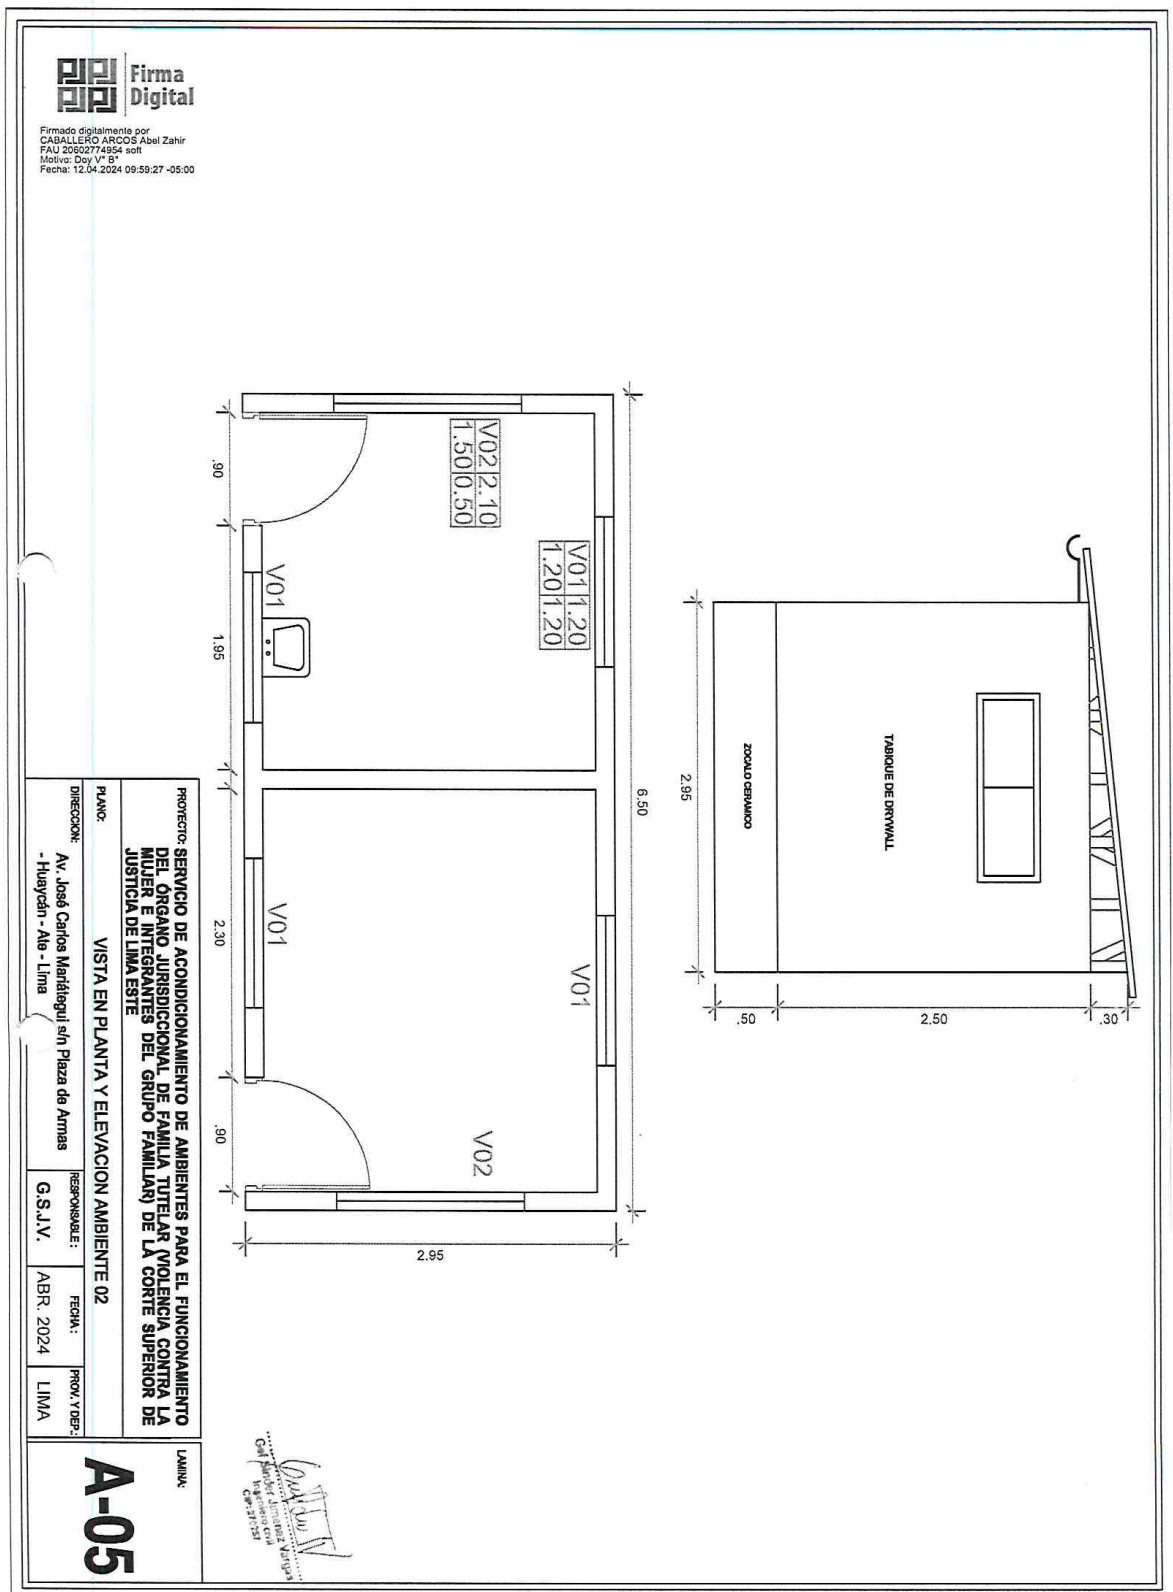 Firma
Digital
Firmado digitalmente por
CABALLERO ARCOS Abel Zahir
FAU 20602774954 soft
Motivo: Doy V° B°
Fecha: 12.04.2024 09:59:27 -05:00
TABIQUE DE DRYWALL
ZOCALO CERAMICO
2.95
.50
2.50
.30
6.50
V01 1.20
1.20 1.20
V02 2.10
1.50 0.50
V01
V01
V01
V02
.90
1.95
2.30
.90
2.95
PROYECTO: SERVICIO DE ACONDICIONAMIENTO DE AMBIENTES PARA EL FUNCIONAMIENTO
DEL ÓRGANO JURISDICCIONAL DE FAMILIA TUTELAR (VIOLENCIA CONTRA LA
MUJER E INTEGRANTES DEL GRUPO FAMILIAR) DE LA CORTE SUPERIOR DE
JUSTICIA DE LIMA ESTE
PLANO:
VISTA EN PLANTA Y ELEVACION AMBIENTE 02
DIRECCION:
Av. José Carlos Mariátegui s/n Plaza de Armas
- Huaycán - Ate - Lima
RESPONSABLE :
G.S.J.V.
FECHA :
ABR. 2024
PROV. Y DEP.:
LIMA
LAMINA:
A-05
Jimenez Vargas
Ingeniero Civil